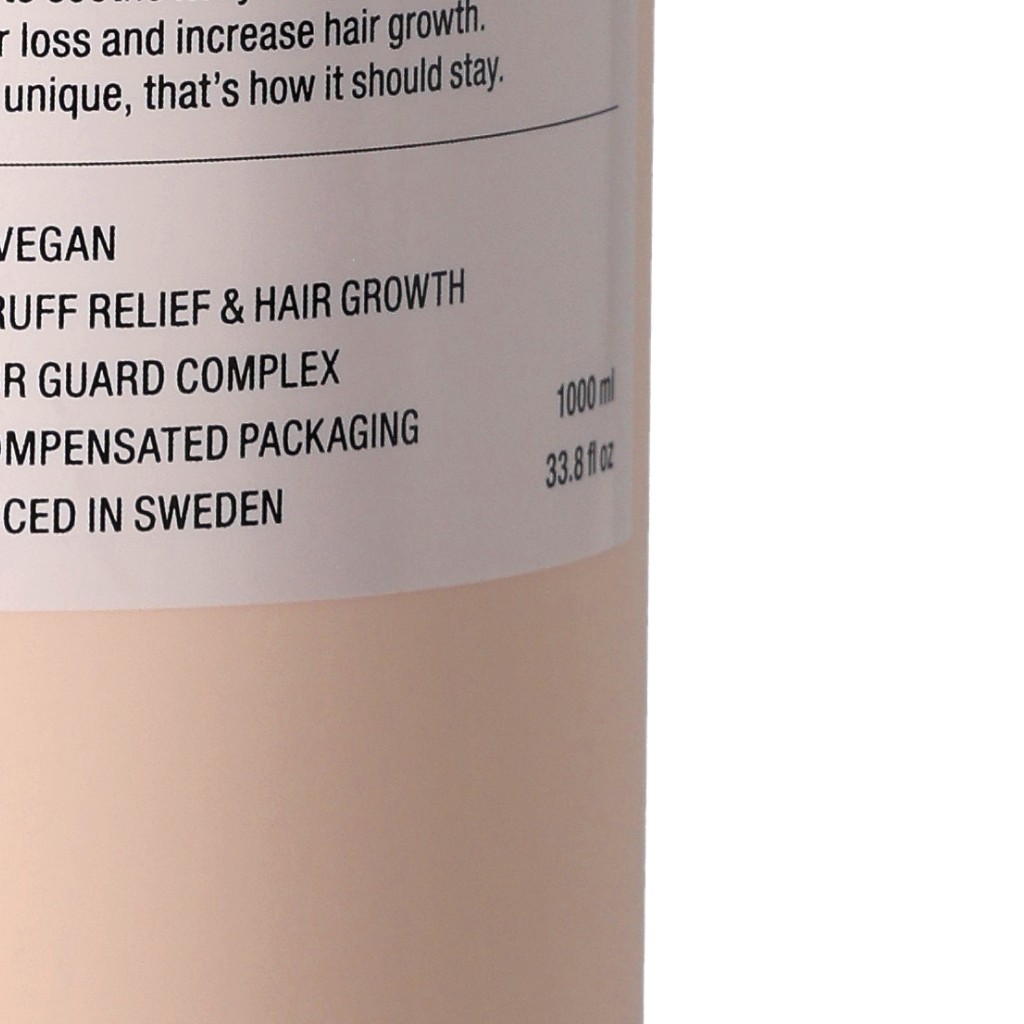 loss and increase hair growth.
unique, that's how it should stay.
VEGAN
RUFF RELIEF & HAIR GROWTH
R GUARD COMPLEX
1000 ml
OMPENSATED PACKAGING
33.8 fl oz
CED IN SWEDEN